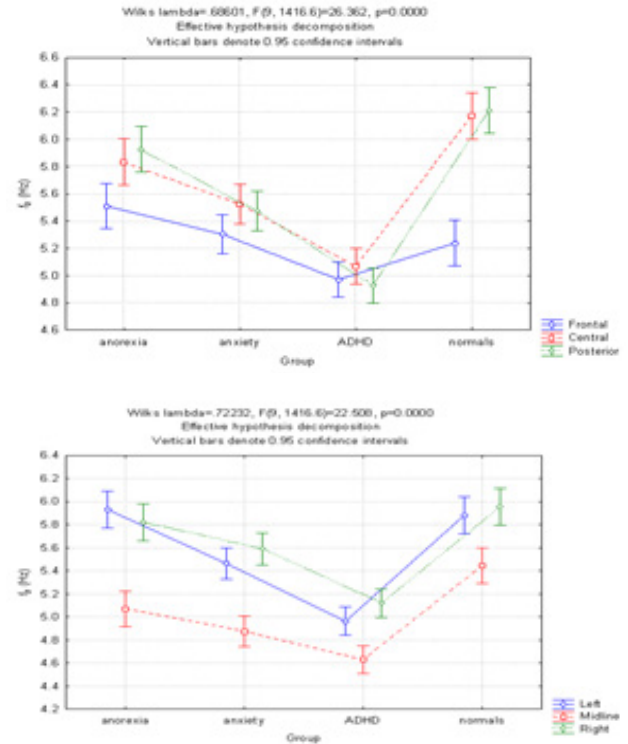 Wilks lambda=.68601, F(9, 1416.6)=26.362, p=0.0000
Effective hypothesis decomposition
Vertical bars denote 0.95 confidence intervals
6.6
6.4
6.2
6.0
5.8
5.6
5.4
5.2
5.0
4.8
4.6
(Hz)
anorexia
anxiety
ADHD
normals
Group
Frontal
Central
Posterior
Wilks lambda=.72232, F(9, 1416.6)=22.508, p=0.0000
Effective hypothesis decomposition
Vertical bars denote 0.95 confidence intervals
6.4
6.2
6.0
5.8
5.6
5.4
5.2
5.0
4.8
4.6
4.4
4.2
(Hz)
anorexia
anxiety
ADHD
normals
Group
Left
Midline
Right